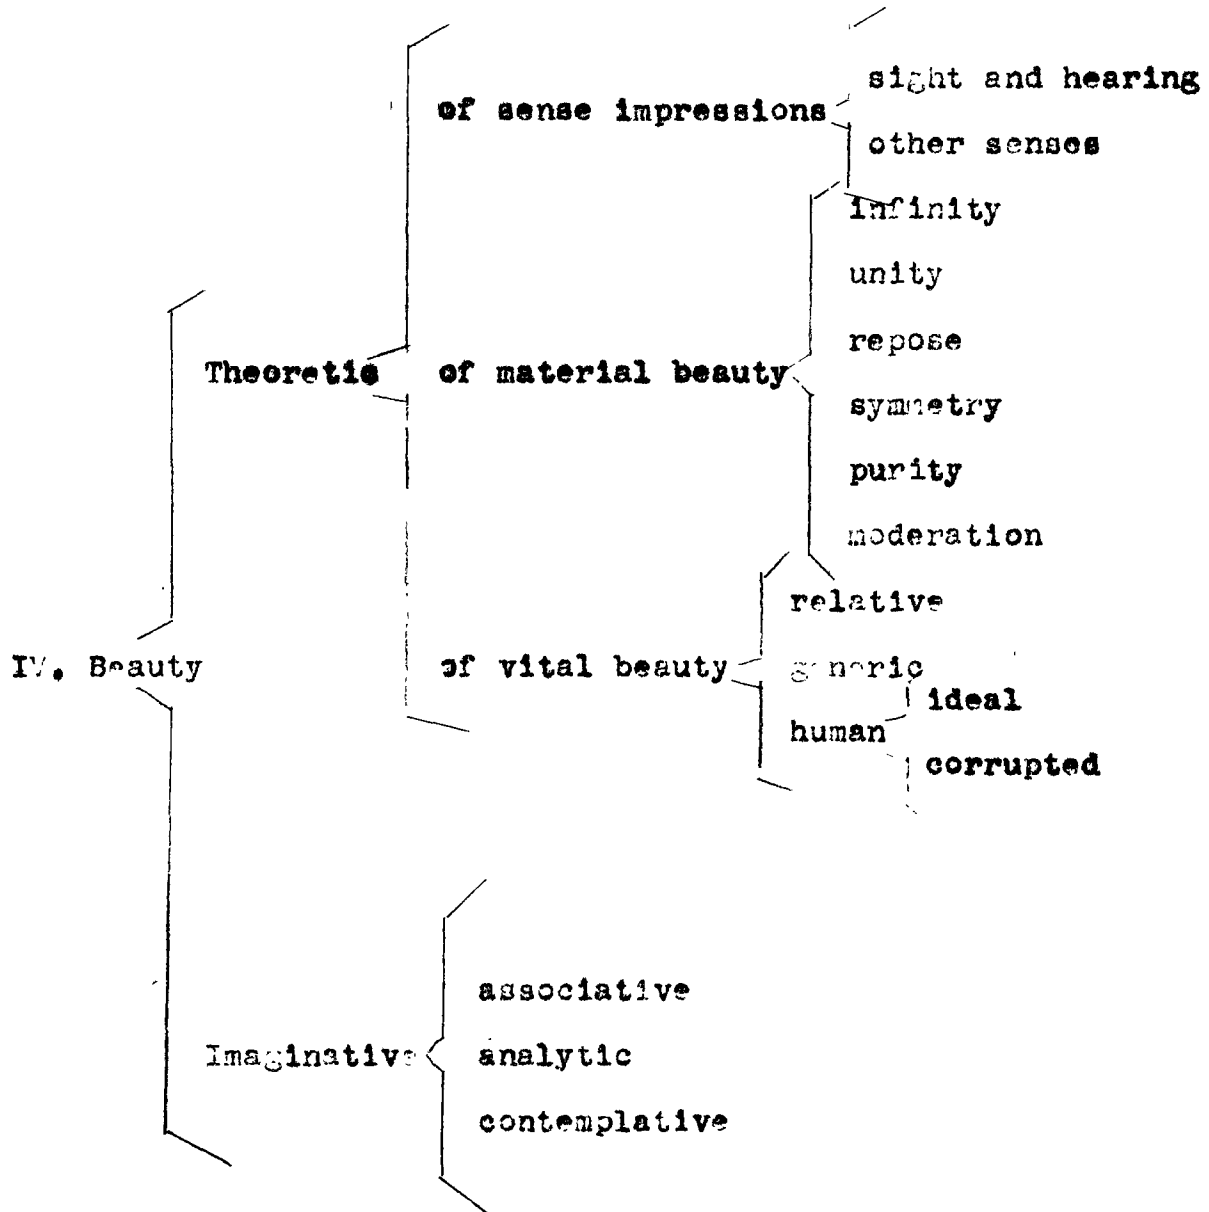 sight and hearing
of sense impressions
other senses
infinity
unity
repose
Theoretic of material beauty
symmetry
purity
moderation
relative
IV. Beauty of vital beauty generic
ideal
human
corrupted
associative
Imaginative analytic
contemplative